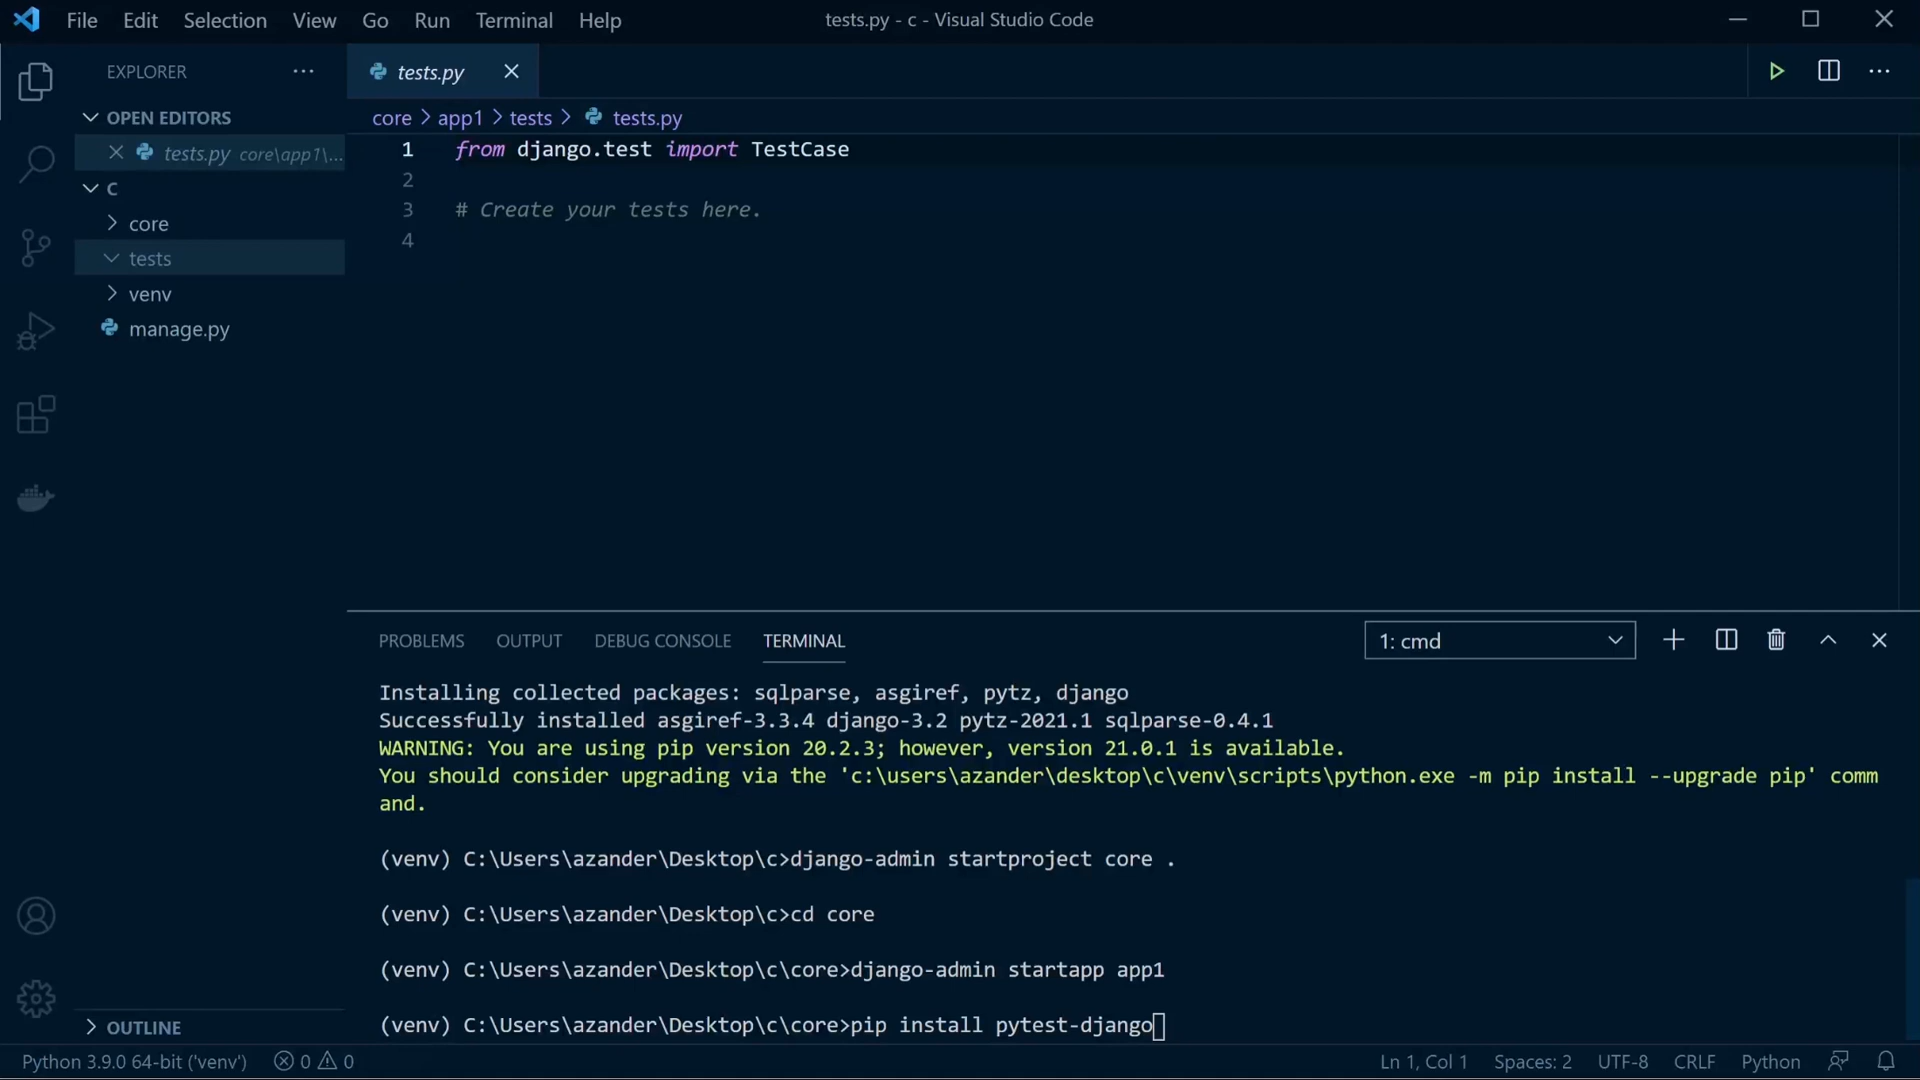 File Edit Selection View Go Run Terminal Help
tests.py - c - Visual Studio Code
EXPLORER
OPEN EDITORS
tests.py core\app1\...
C
core
tests
venv
manage.py
OUTLINE
tests.py
core > app1 > tests > tests.py
1 from django.test import TestCase
2
3 # Create your tests here.
4
PROBLEMS OUTPUT DEBUG CONSOLE TERMINAL
1: cmd
Installing collected packages: sqlparse, asgiref, pytz, django
Successfully installed asgiref-3.3.4 django-3.2 pytz-2021.1 sqlparse-0.4.1
WARNING: You are using pip version 20.2.3; however, version 21.0.1 is available.
You should consider upgrading via the 'c:\users\azander\desktop\c\venv\scripts\python.exe -m pip install --upgrade pip' comm
and.
(venv) C:\Users\azander\Desktop\c>django-admin startproject core .
(venv) C:\Users\azander\Desktop\c>cd core
(venv) C:\Users\azander\Desktop\c\core>django-admin startapp app1
(venv) C:\Users\azander\Desktop\c\core>pip install pytest-django
Python 3.9.0 64-bit ('venv') 0 0
Ln 1, Col 1 Spaces: 2 UTF-8 CRLF Python